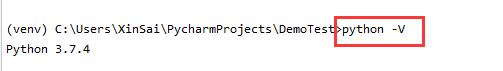 (venv) C:\Users\XinSai\PycharmProjects\DemoTest>python -V
Python 3.7.4